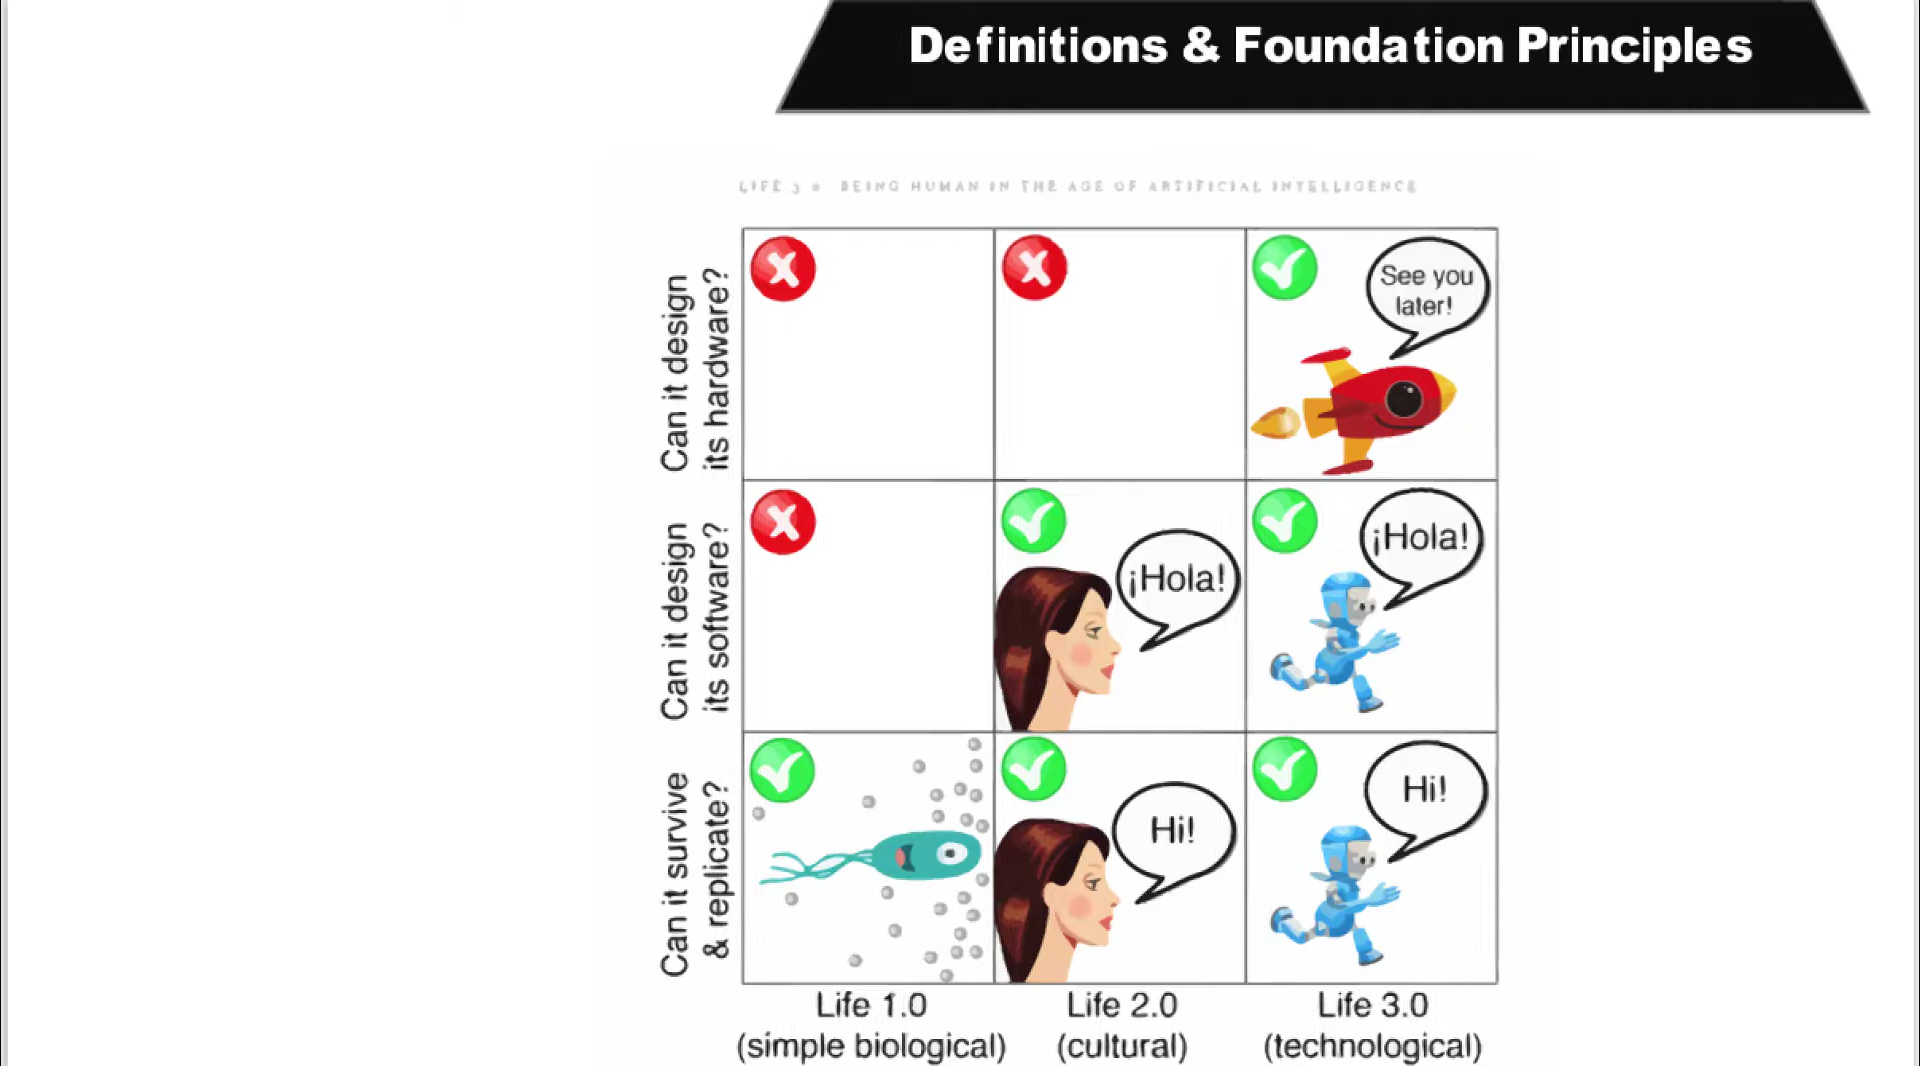 Definitions & Foundation Principles
LIFE 3.0 BEING HUMAN IN THE AGE OF ARTIFICIAL INTELLIGENCE
Can it design
its hardware?
See you
later!
Can it design
its software?
¡Hola!
¡Hola!
Can it survive
& replicate?
Hi!
Hi!
Life 1.0
(simple biological)
Life 2.0
(cultural)
Life 3.0
(technological)